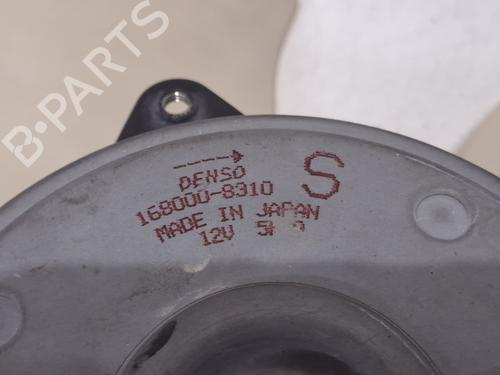 B-PARTS
---->
DENSO
168000-8310
S
MADE IN JAPAN
12V